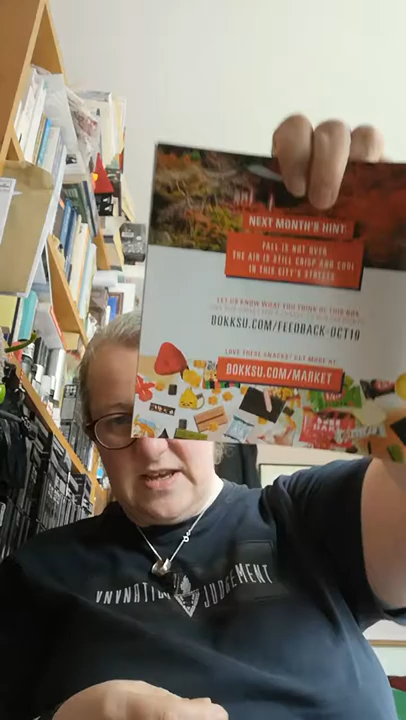 NEXT MONTH'S HINT:
FALL IS NOT OVER
THE AIR IS STILL CRISP AND COOL
IN THIS CITY'S STREETS
LET US KNOW WHAT YOU THINK OF THIS BOX
BOKKSU.COM/FEEDBACK-OCT19
LOVE THESE SNACKS? GET MORE AT
BOKKSU.COM/MARKET
VNVNATION
JUDGEMENT